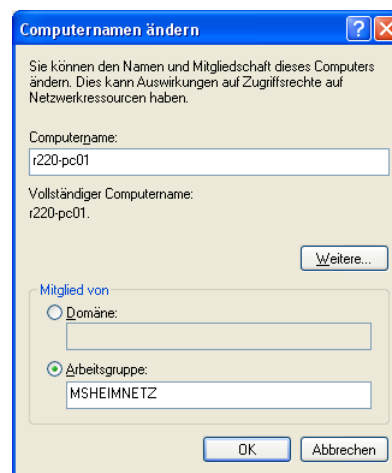 Computernamen ändern
Sie können den Namen und Mitgliedschaft dieses Computers
ändern. Dies kann Auswirkungen auf Zugriffsrechte auf
Netzwerkressourcen haben.
Computername:
r220-pc01
Vollständiger Computername:
r220-pc01.
Weitere...
Mitglied von
Domäne:
Arbeitsgruppe:
MSHEIMNETZ
OK
Abbrechen